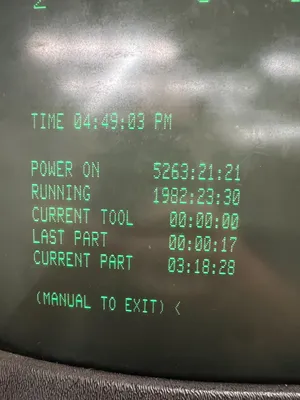 TIME 04:49:03 PM
POWER ON 5263:21:21
RUNNING 1982:23:30
CURRENT TOOL 00:00:00
LAST PART 00:00:17
CURRENT PART 03:18:28
(MANUAL TO EXIT) <